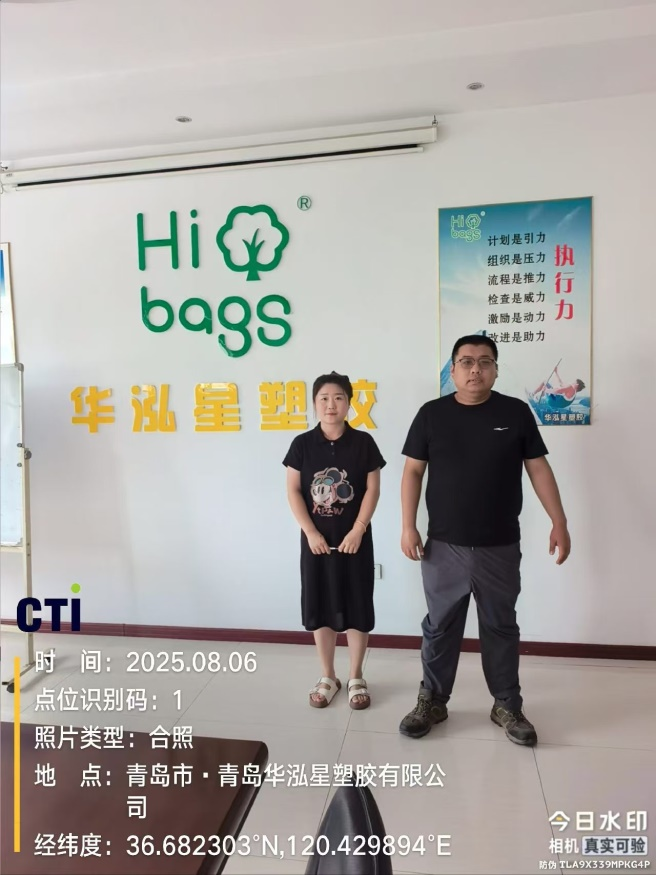 Hi
bags
®
华泓星塑胶
Hi
bags
计划是引力
组织是压力
流程是推力
检查是威力
激励是动力
改进是助力
执行力
华泓星塑胶
CTI
时 间：2025.08.06
点位识别码：1
照片类型：合照
地 点：青岛市·青岛华泓星塑胶有限公
司
经纬度：36.682303°N,120.429894°E
今日水印
相机 真实可验
防伪 TLA9X339MPKG4P